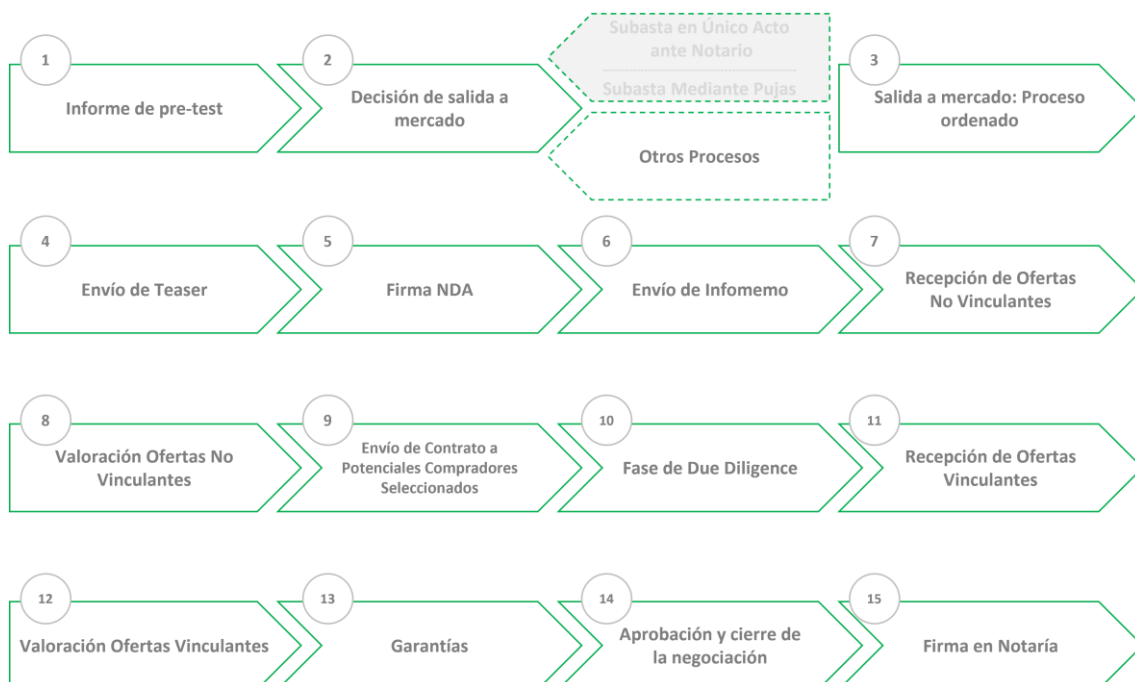 1
Informe de pre-test
2
Decisión de salida a
mercado
Subasta en Único Acto
ante Notario
Subasta Mediante Pujas
Otros Procesos
3
Salida a mercado: Proceso
ordenado
4
Envío de Teaser
5
Firma NDA
6
Envío de Infomemo
7
Recepción de Ofertas
No Vinculantes
8
Valoración Ofertas No
Vinculantes
9
Envío de Contrato a
Potenciales Compradores
Seleccionados
10
Fase de Due Diligence
11
Recepción de Ofertas
Vinculantes
12
Valoración Ofertas Vinculantes
13
Garantías
14
Aprobación y cierre de
la negociación
15
Firma en Notaría